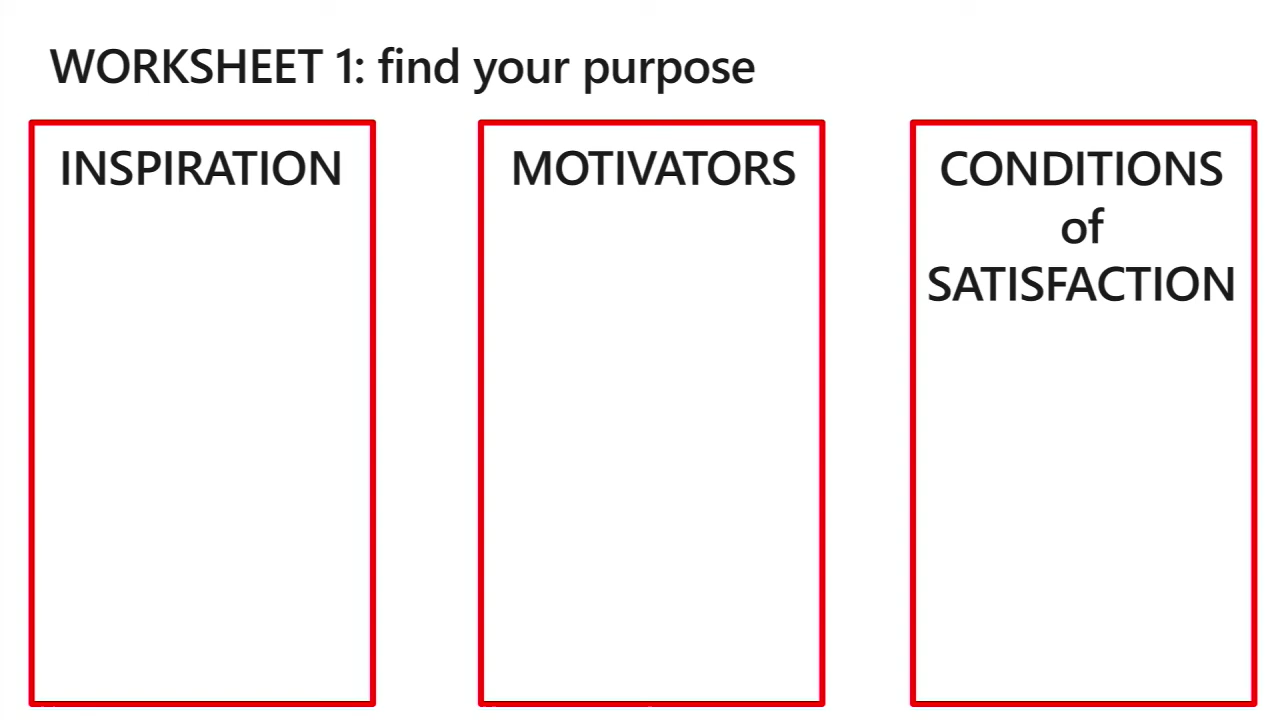 WORKSHEET 1: find your purpose
INSPIRATION
MOTIVATORS
CONDITIONS
of
SATISFACTION